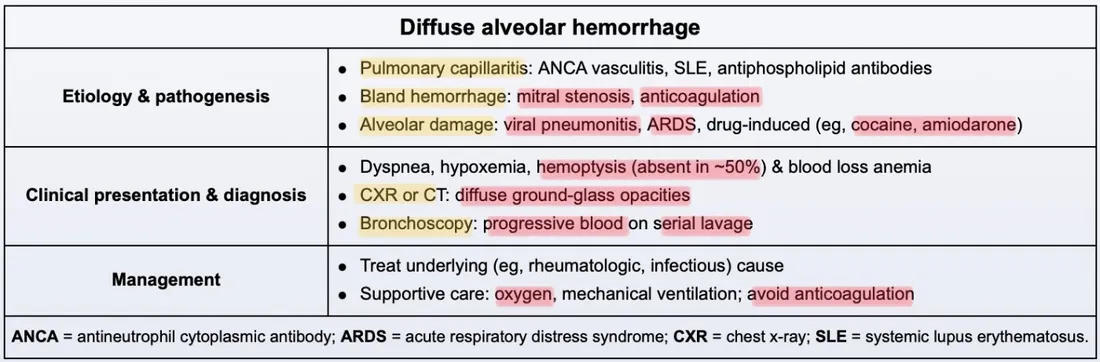 Diffuse alveolar hemorrhage
Etiology & pathogenesis
● Pulmonary capillaritis: ANCA vasculitis, SLE, antiphospholipid antibodies
● Bland hemorrhage: mitral stenosis, anticoagulation
● Alveolar damage: viral pneumonitis, ARDS, drug-induced (eg, cocaine, amiodarone)
Clinical presentation & diagnosis
● Dyspnea, hypoxemia, hemoptysis (absent in ~50%) & blood loss anemia
● CXR or CT: diffuse ground-glass opacities
● Bronchoscopy: progressive blood on serial lavage
Management
● Treat underlying (eg, rheumatologic, infectious) cause
● Supportive care: oxygen, mechanical ventilation; avoid anticoagulation
ANCA = antineutrophil cytoplasmic antibody; ARDS = acute respiratory distress syndrome; CXR = chest x-ray; SLE = systemic lupus erythematosus.